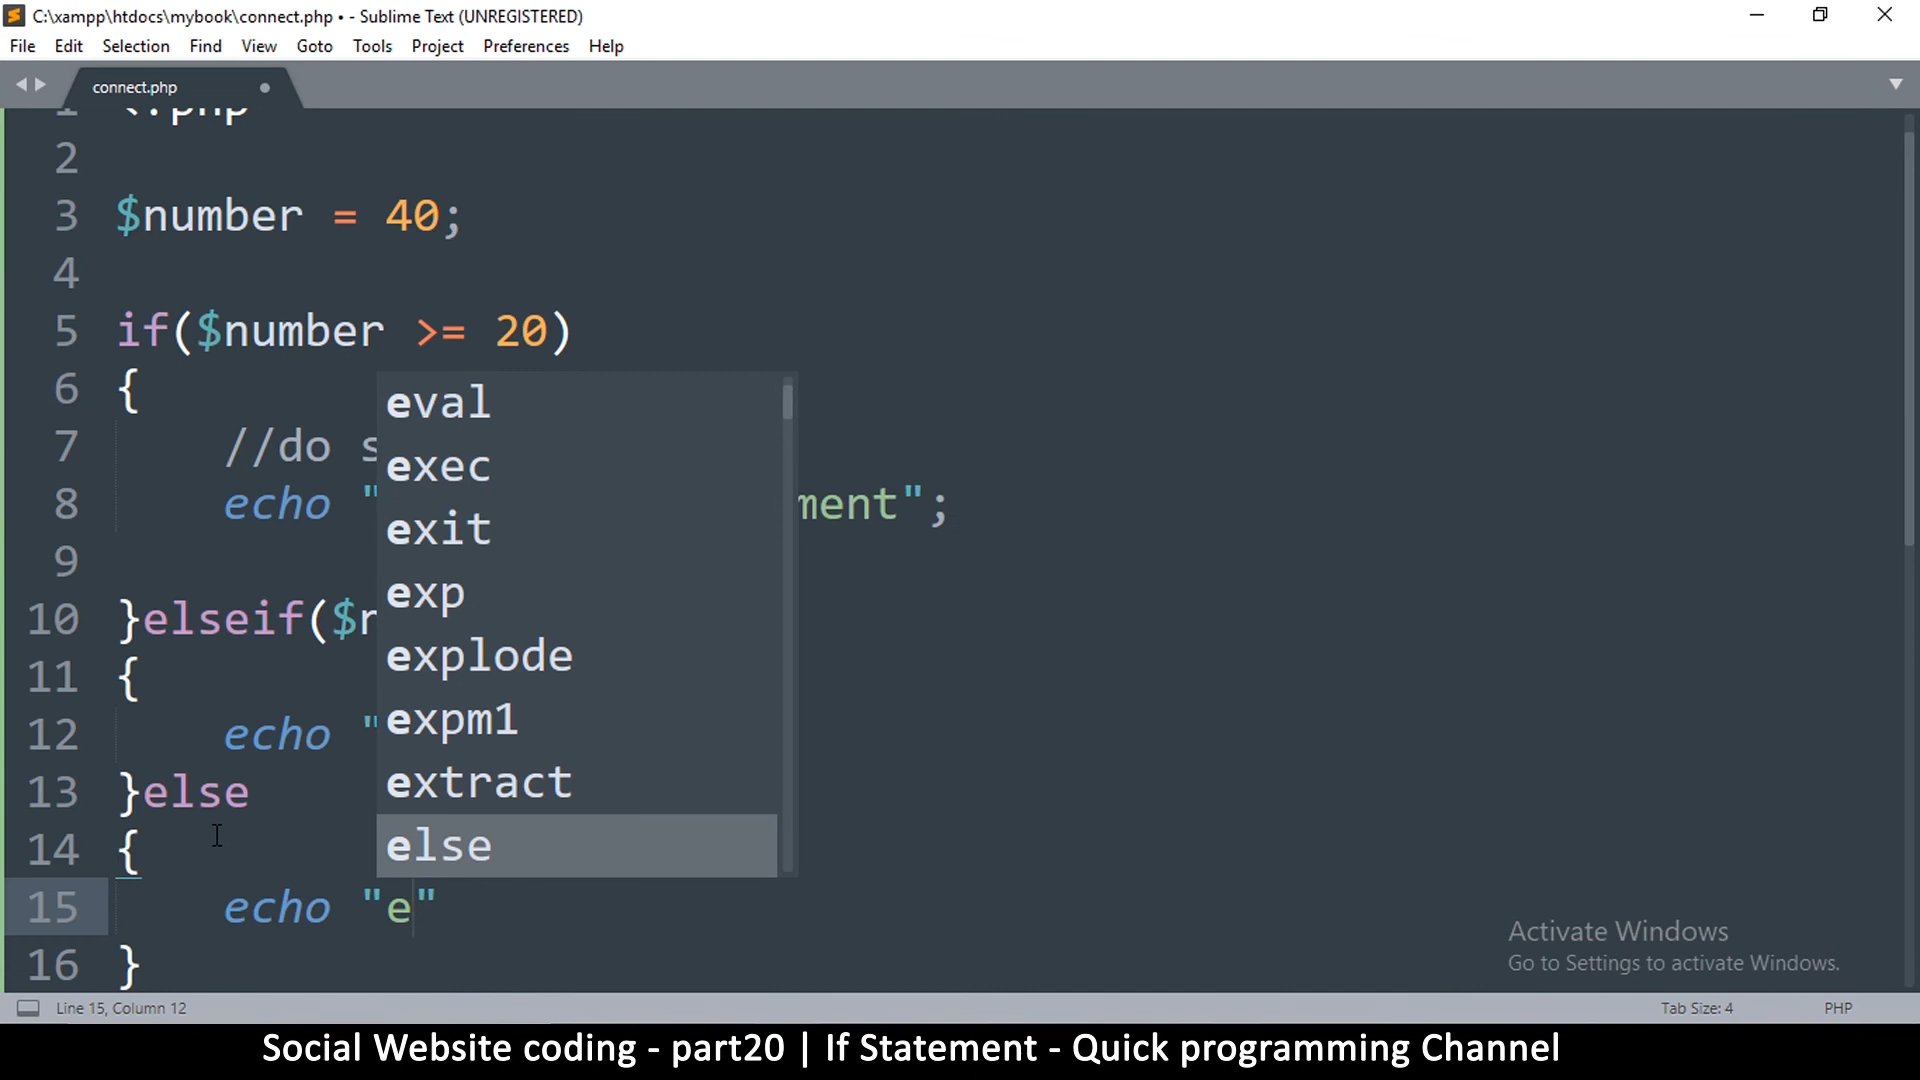 C:\xampp\htdocs\mybook\connect.php • - Sublime Text (UNREGISTERED)
File Edit Selection Find View Goto Tools Project Preferences Help
connect.php
1 <?php
2
3 $number = 40;
4
5 if($number >= 20)
6 {
7 //do s
8 echo " ment";
9
10 }elseif($n
11 {
12 echo "
13 }else
14 {
15 echo "e"
16 }
eval
exec
exit
exp
explode
expm1
extract
else
Activate Windows
Go to Settings to activate Windows.
Line 15, Column 12 Tab Size: 4 PHP
Social Website coding - part20 | If Statement - Quick programming Channel